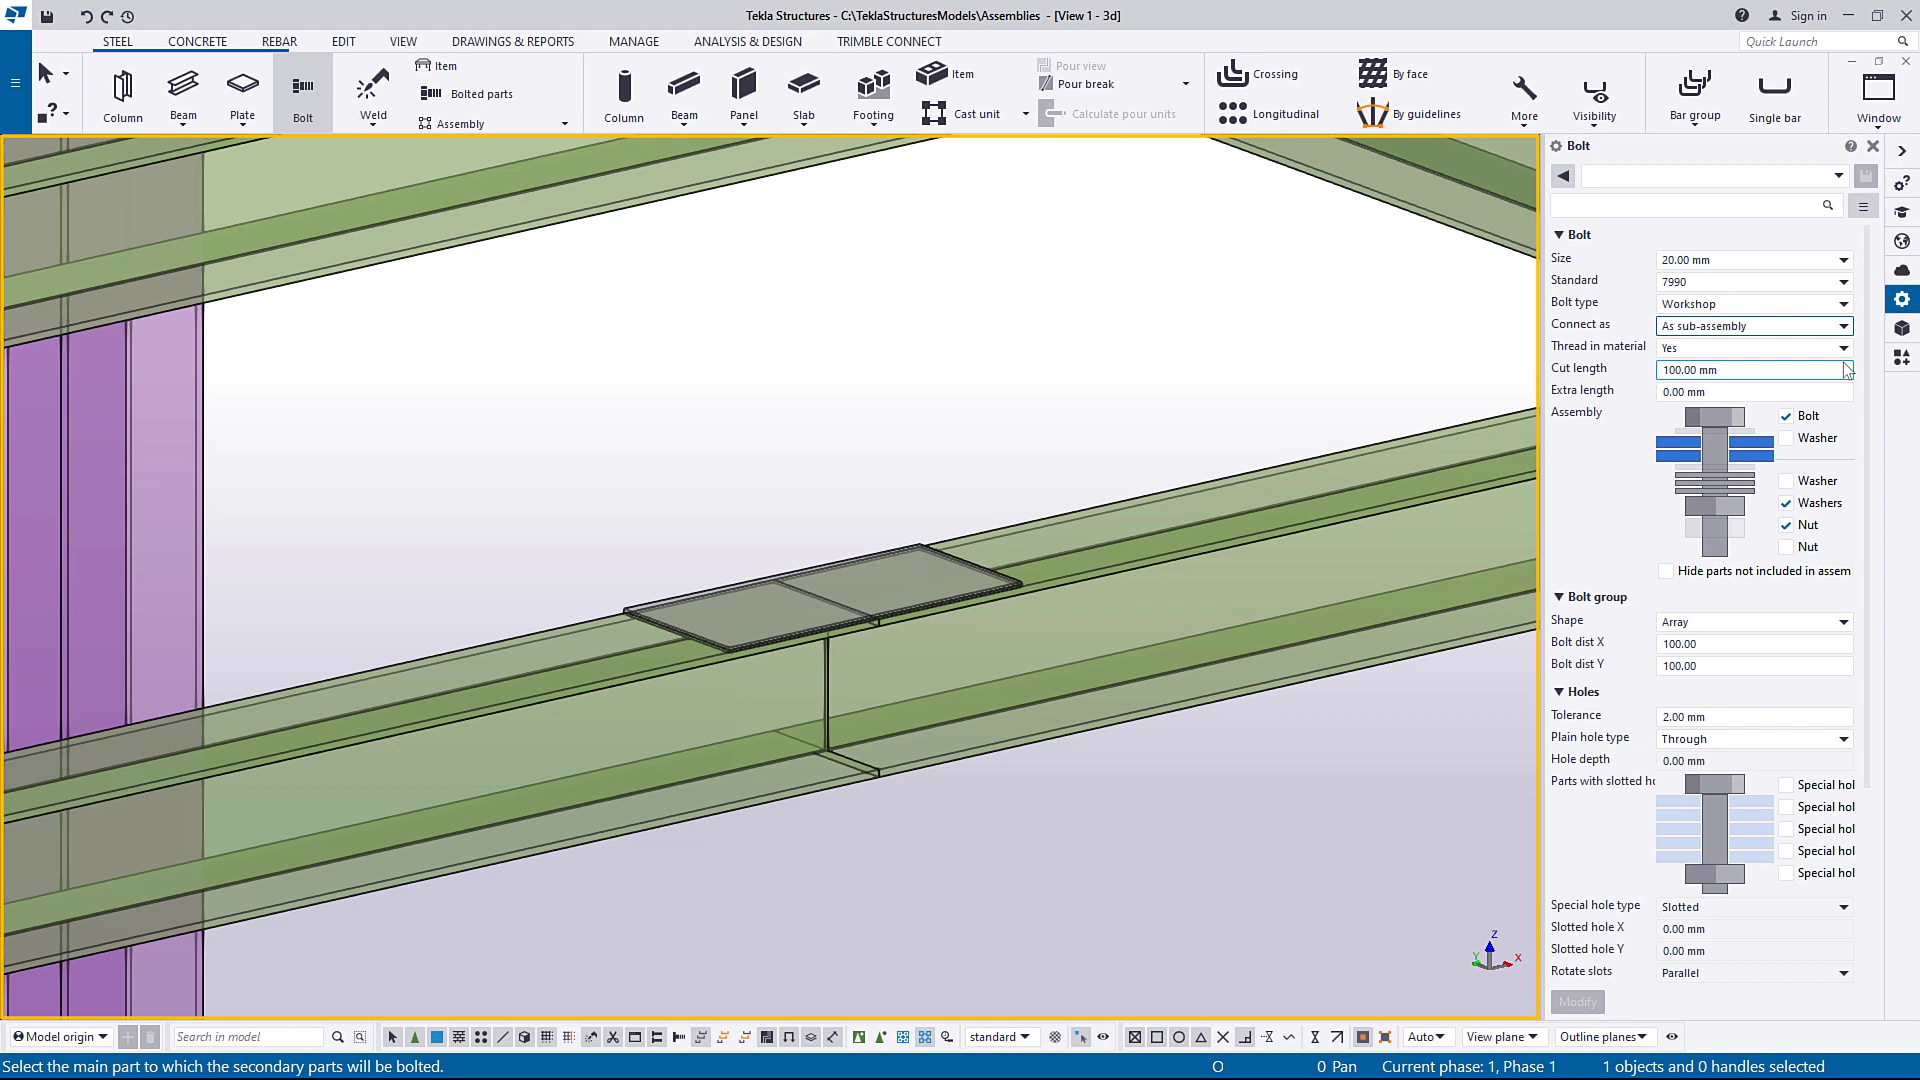 Tekla Structures - C:\TeklaStructuresModels\Assemblies - [View 1 - 3d]
Sign in
STEEL CONCRETE REBAR EDIT VIEW DRAWINGS & REPORTS MANAGE ANALYSIS & DESIGN TRIMBLE CONNECT
Quick Launch
Column Beam Plate Bolt Weld
Item
Bolted parts
Assembly
Column Beam Panel Slab Footing
Item
Cast unit
Pour view
Pour break
Calculate pour units
Crossing
Longitudinal
By face
By guidelines
More
Visibility
Bar group
Single bar
Window
Bolt
Bolt
Size 20.00 mm
Standard 7990
Bolt type Workshop
Connect as As sub-assembly
Thread in material Yes
Cut length 100.00 mm
Extra length 0.00 mm
Assembly
Bolt
Washer
Washer
Washers
Nut
Nut
Hide parts not included in assem
Bolt group
Shape Array
Bolt dist X 100.00
Bolt dist Y 100.00
Holes
Tolerance 2.00 mm
Plain hole type Through
Hole depth 0.00 mm
Parts with slotted ho
Special hol
Special hol
Special hol
Special hol
Special hol
Special hole type Slotted
Slotted hole X 0.00 mm
Slotted hole Y 0.00 mm
Rotate slots Parallel
Modify
Z
Y
X
Model origin
Search in model
standard
Auto
View plane
Outline planes
Select the main part to which the secondary parts will be bolted.
O
0 Pan
Current phase: 1, Phase 1
1 objects and 0 handles selected